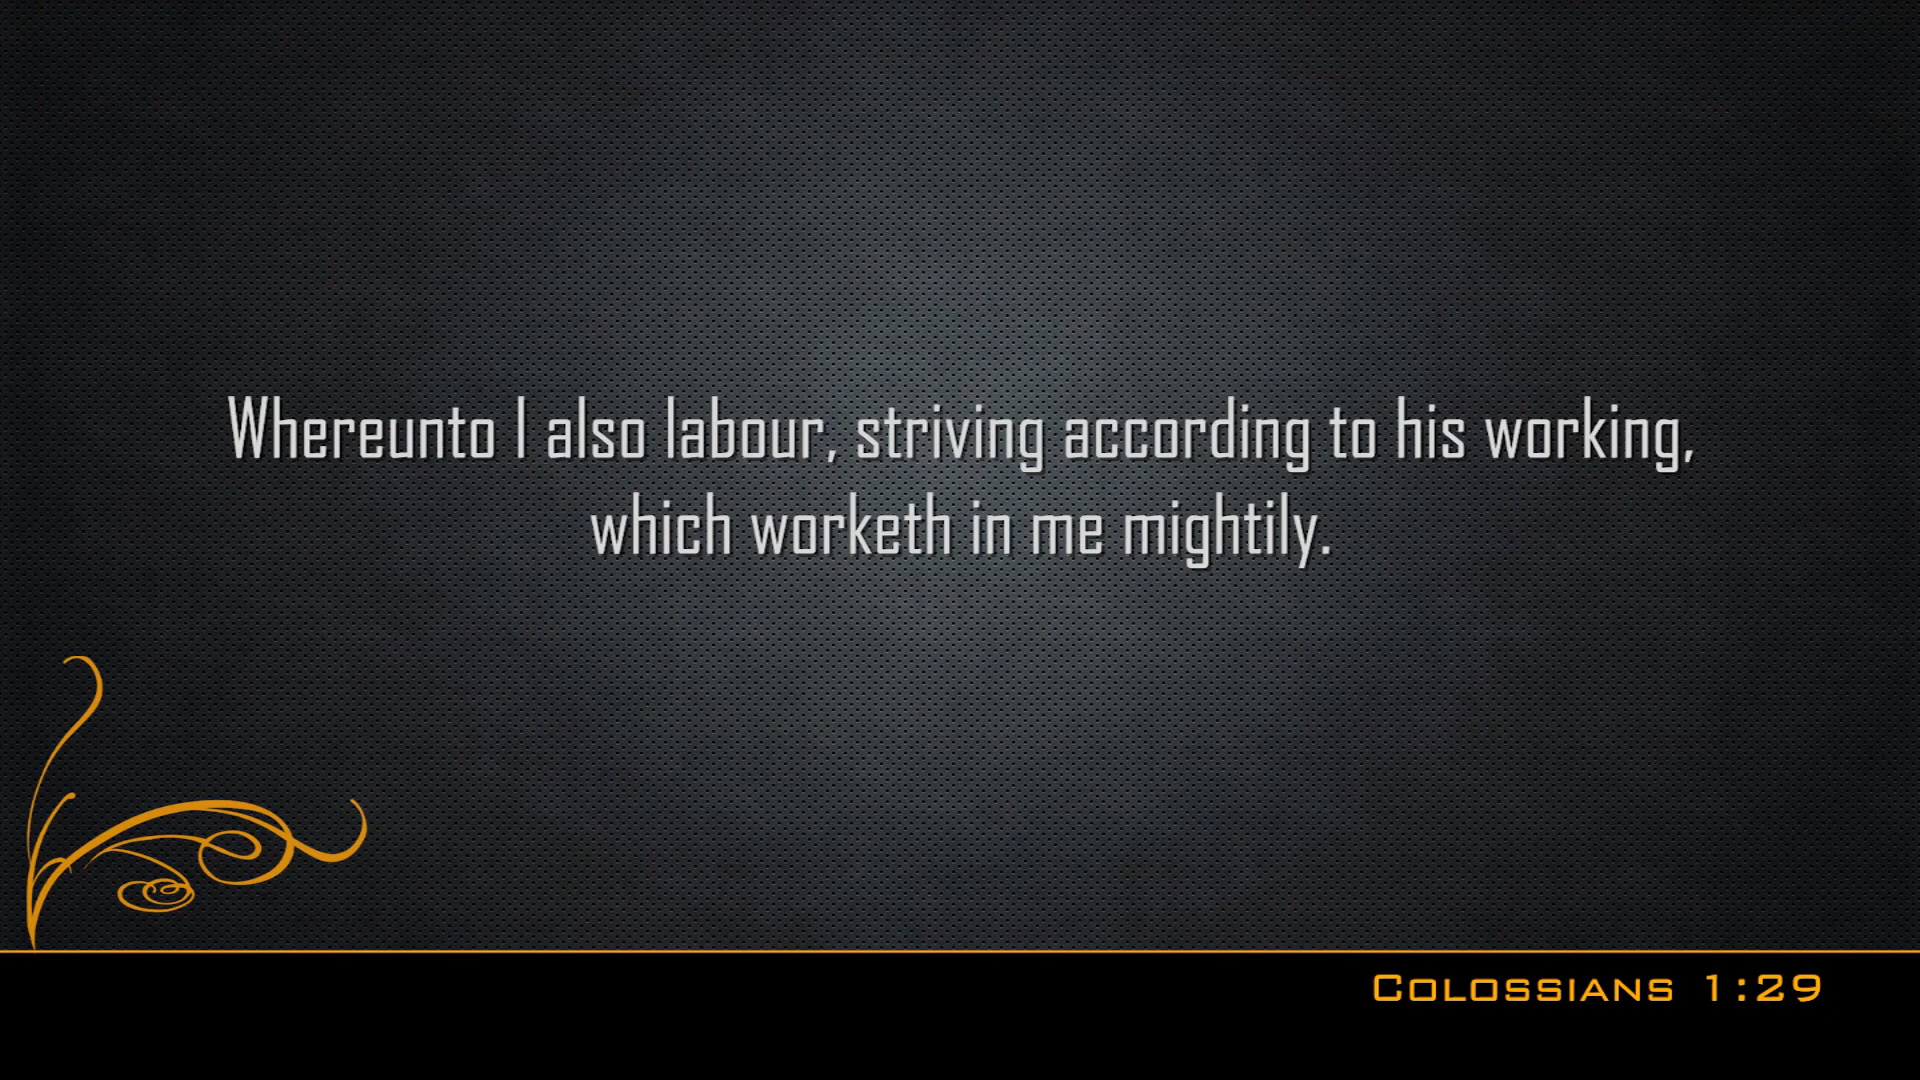 Whereunto I also labour, striving according to his working,
which worketh in me mightily.
Colossians 1:29